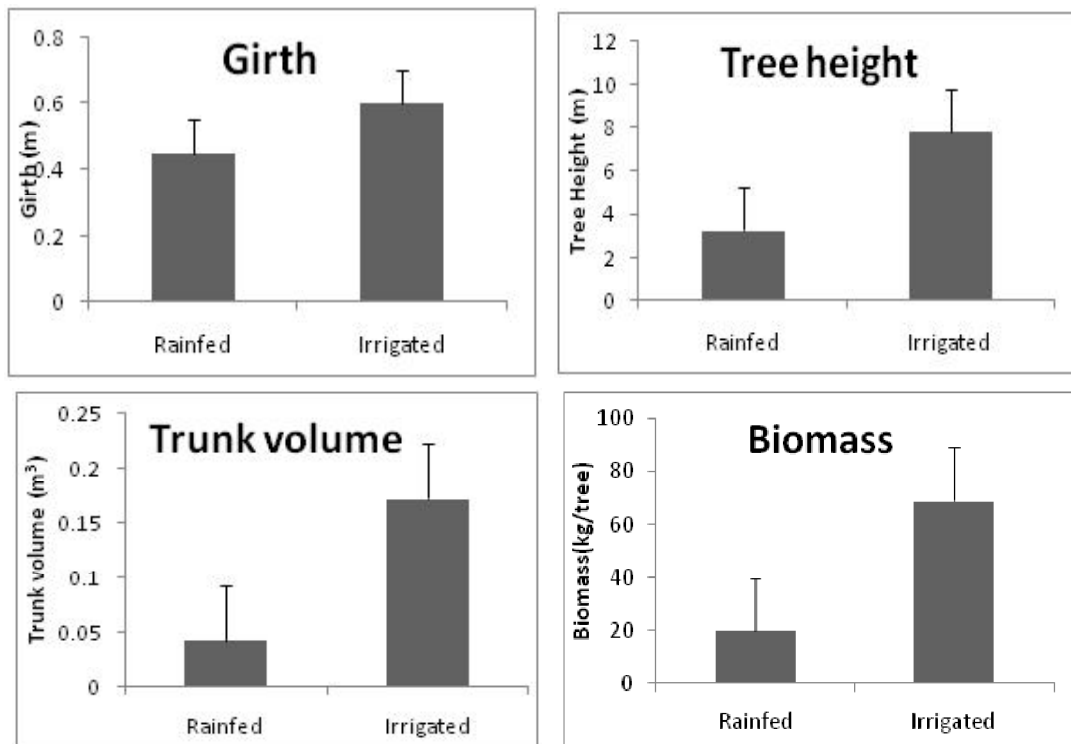 Girth
Girth (m)
0.8
0.6
0.4
0.2
0
Rainfed
Irrigated
Tree height
Tree Height (m)
12
10
8
6
4
2
0
Rainfed
Irrigated
Trunk volume
Trunk volume (m³)
0.25
0.2
0.15
0.1
0.05
0
Rainfed
Irrigated
Biomass
Biomass(kg/tree)
100
80
60
40
20
0
Rainfed
Irrigated